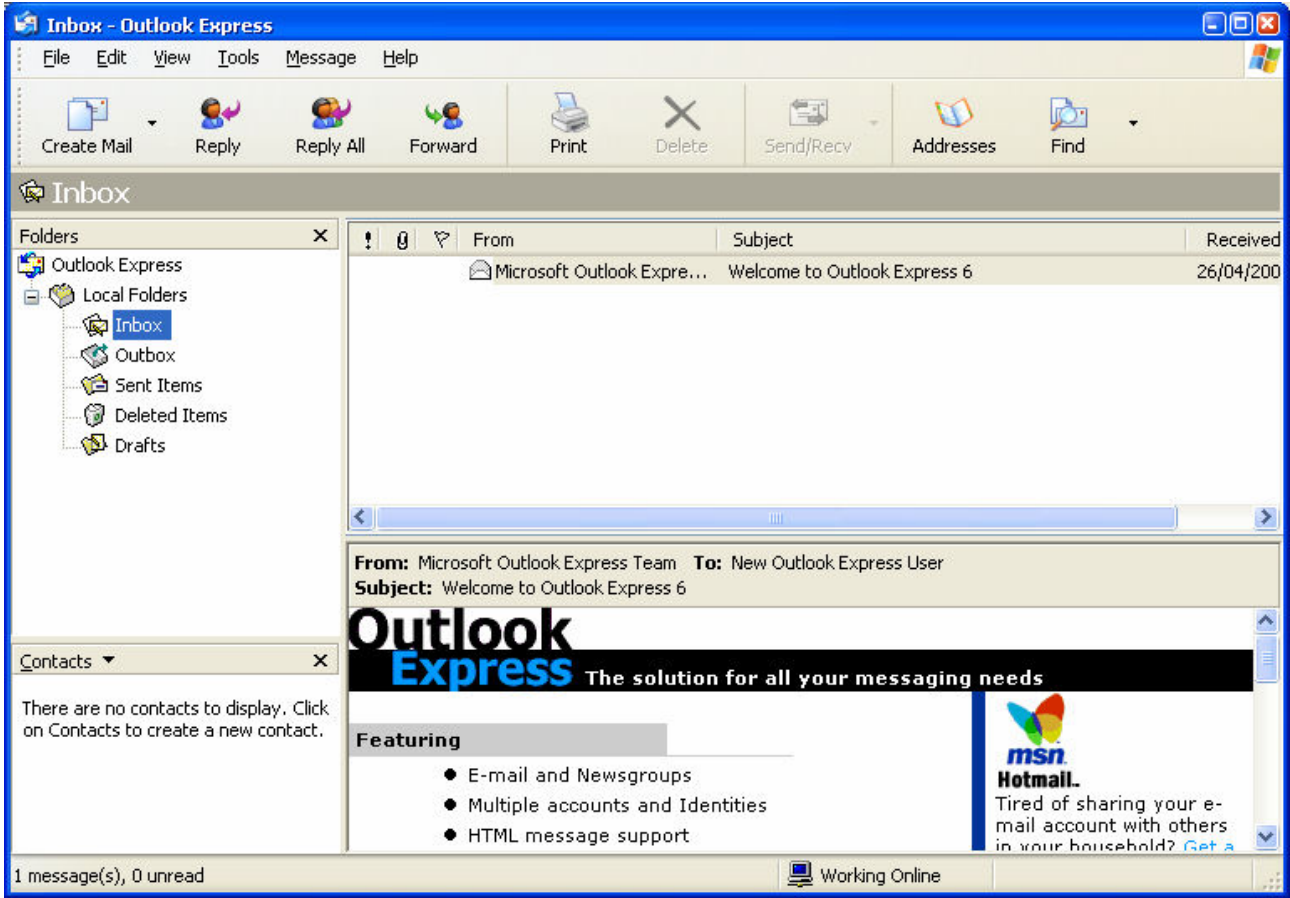 Inbox - Outlook Express
File Edit View Tools Message Help
Create Mail Reply Reply All Forward Print Delete Send/Recv Addresses Find
Inbox
Folders
Outlook Express
Local Folders
Inbox
Outbox
Sent Items
Deleted Items
Drafts
Contacts
There are no contacts to display. Click
on Contacts to create a new contact.
! From Subject Received
Microsoft Outlook Expre... Welcome to Outlook Express 6 26/04/200
From: Microsoft Outlook Express Team To: New Outlook Express User
Subject: Welcome to Outlook Express 6
Outlook
Express The solution for all your messaging needs
Featuring
E-mail and Newsgroups
Multiple accounts and Identities
HTML message support
msn
Hotmail
Tired of sharing your e-
mail account with others
in your household? Get a
1 message(s), 0 unread Working Online